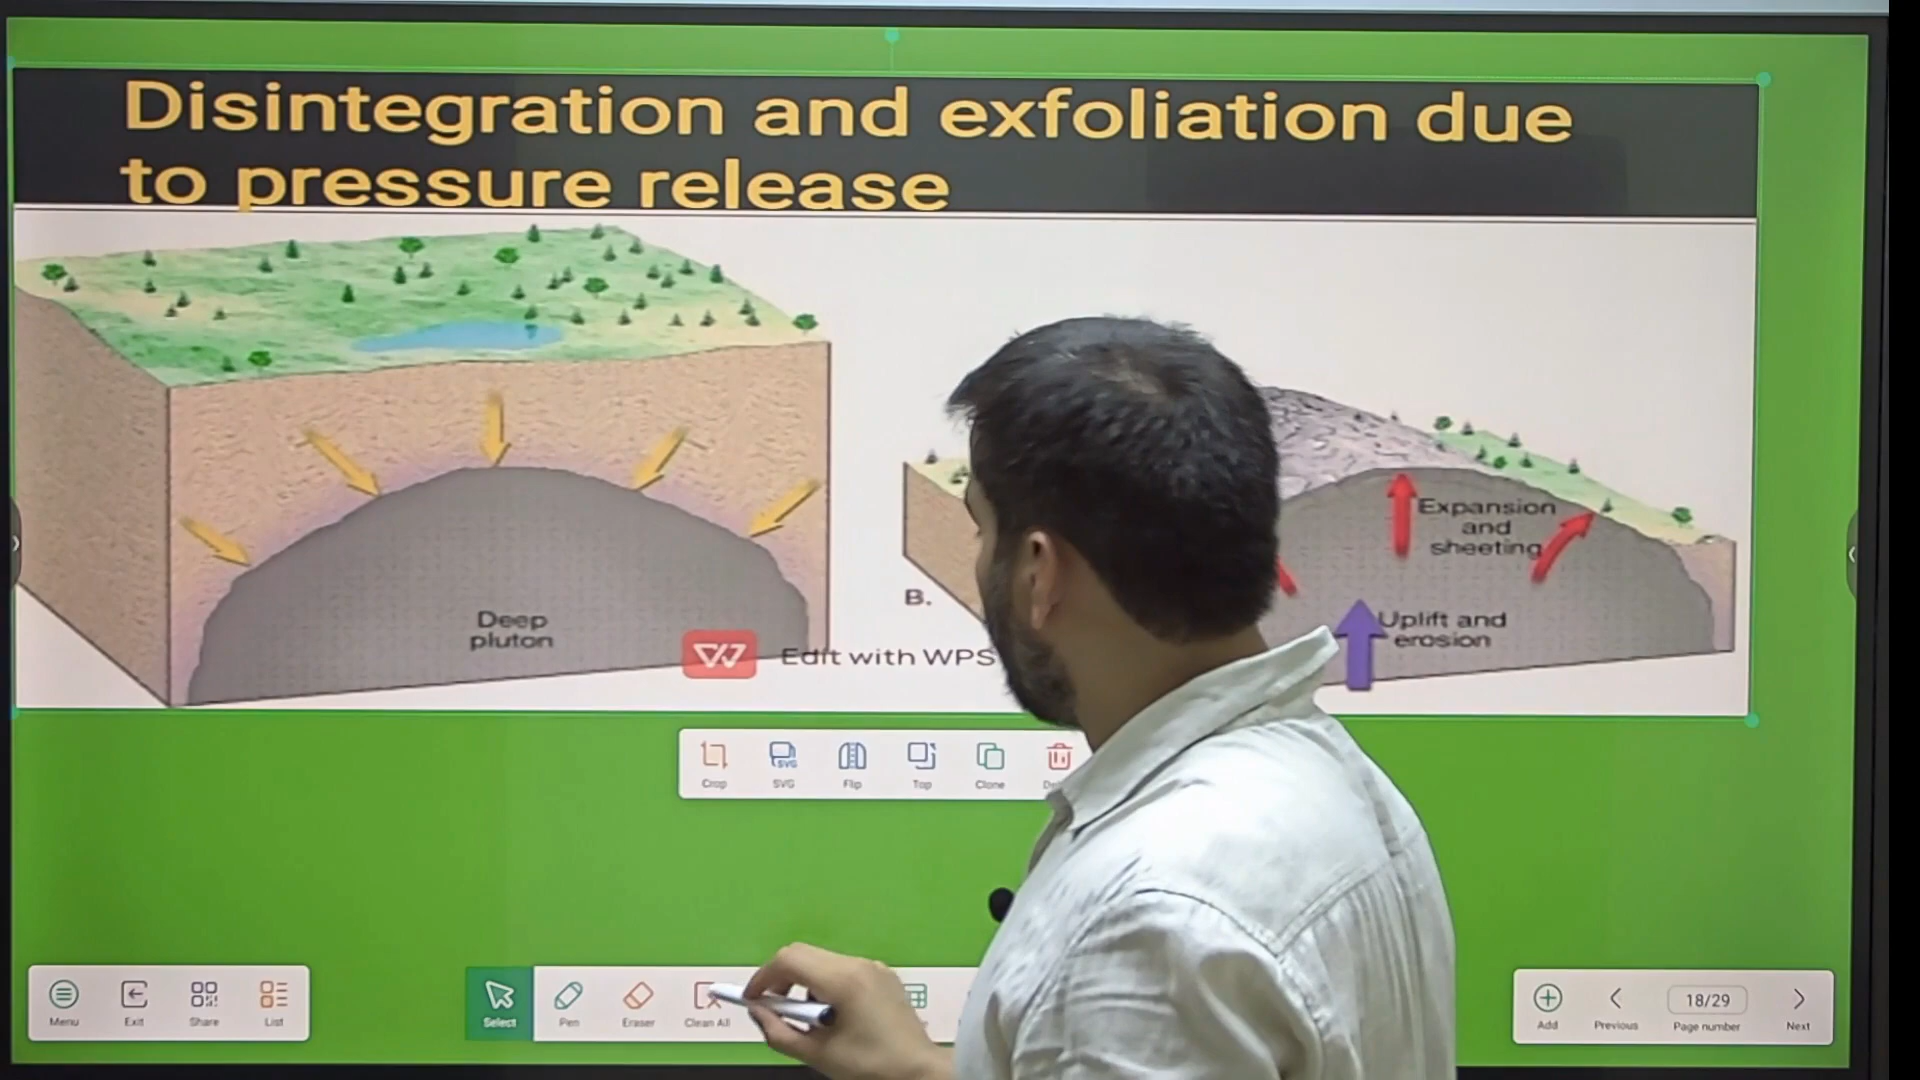 Disintegration and exfoliation due
to pressure release
Expansion
and
sheeting
B.
Deep
pluton
Uplift and
erosion
Edit with WPS
Crop
SVG
Flip
Top
Clone
Menu
Exit
Share
List
Select
Pen
Eraser
Clean All
Add
Previous
18/29
Page number
Next